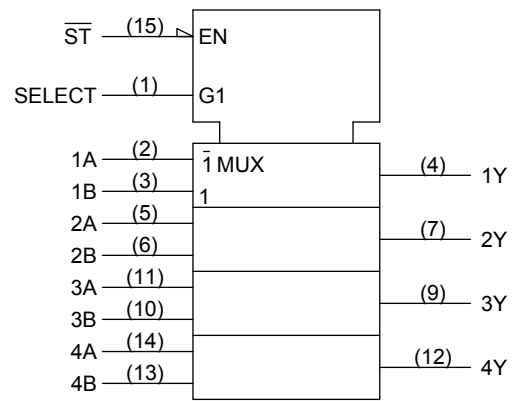 S̅T̅ (15) EN
SELECT (1) G1
1A (2) 1̅ MUX (4) 1Y
1B (3) 1
2A (5) (7) 2Y
2B (6)
3A (11) (9) 3Y
3B (10)
4A (14) (12) 4Y
4B (13)